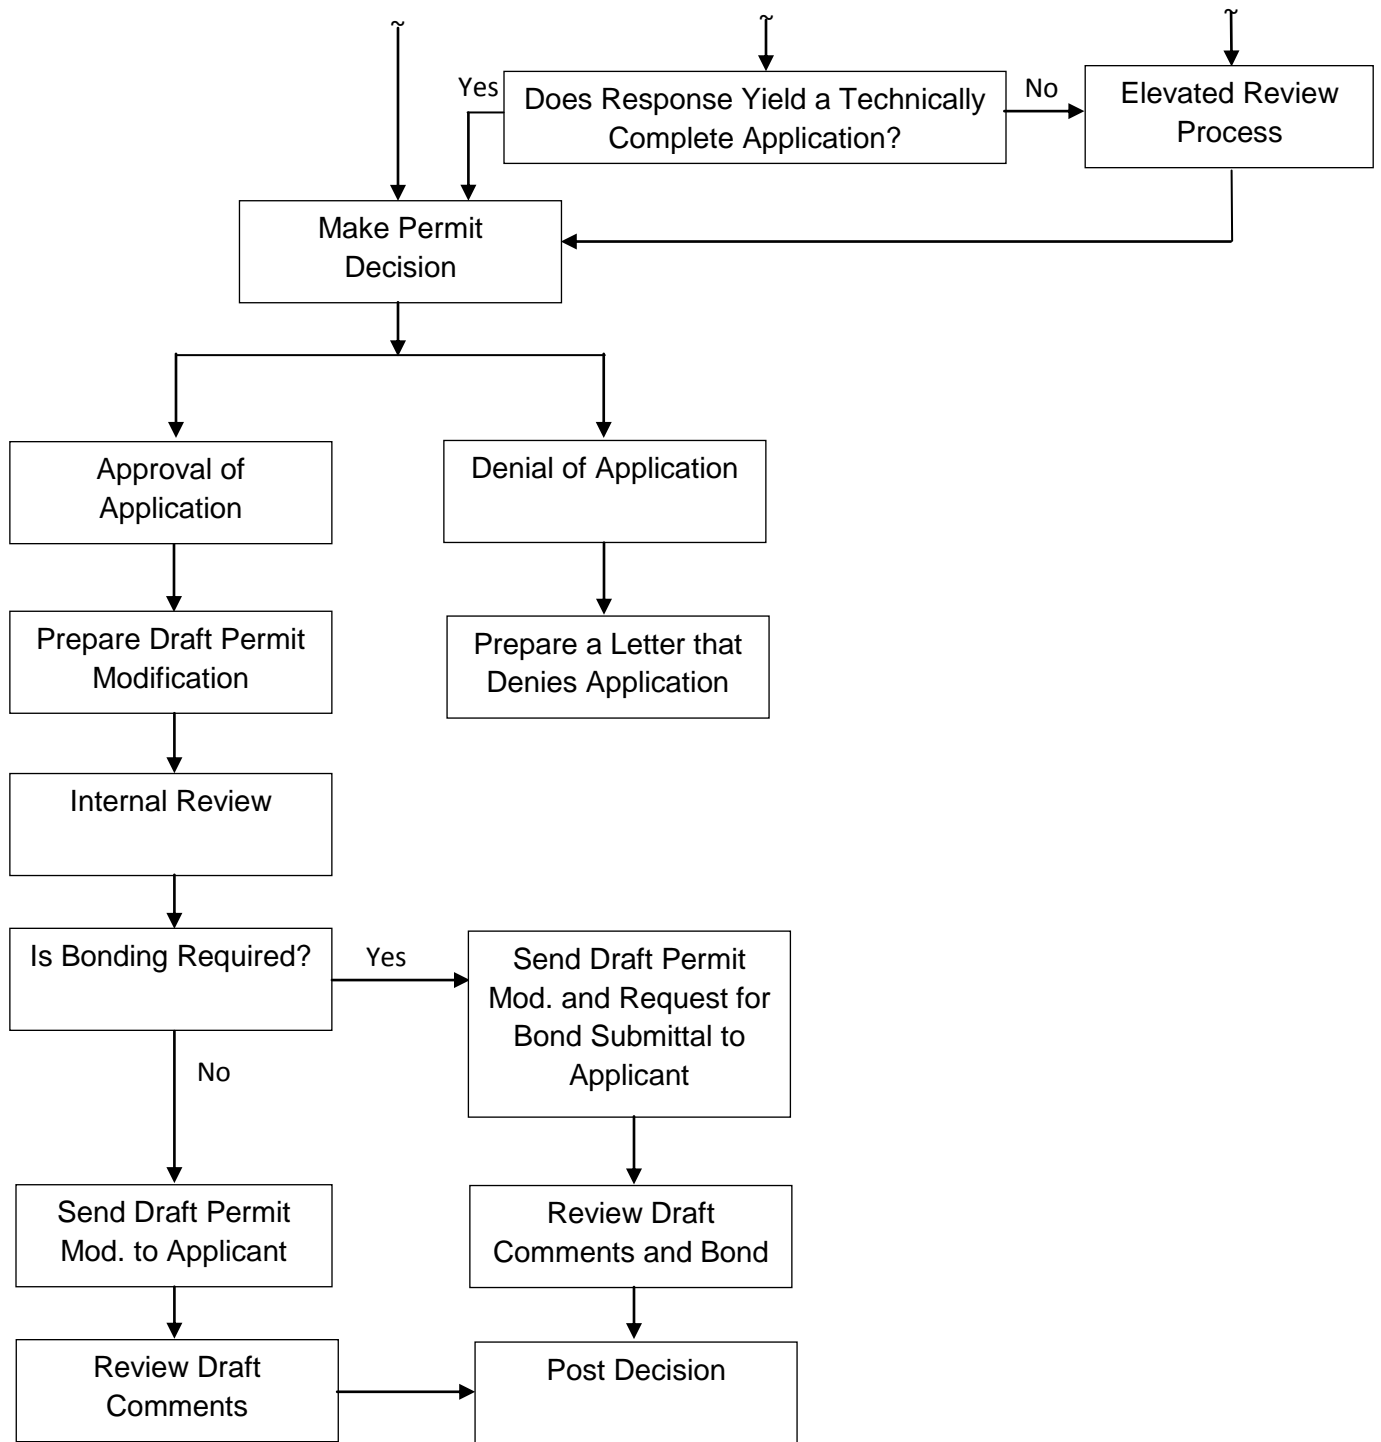 ~
~
~
Yes
Does Response Yield a Technically
Complete Application?
No
Elevated Review
Process
Make Permit
Decision
Approval of
Application
Denial of Application
Prepare Draft Permit
Modification
Prepare a Letter that
Denies Application
Internal Review
Is Bonding Required?
Yes
Send Draft Permit
Mod. and Request for
Bond Submittal to
Applicant
No
Send Draft Permit
Mod. to Applicant
Review Draft
Comments and Bond
Review Draft
Comments
Post Decision